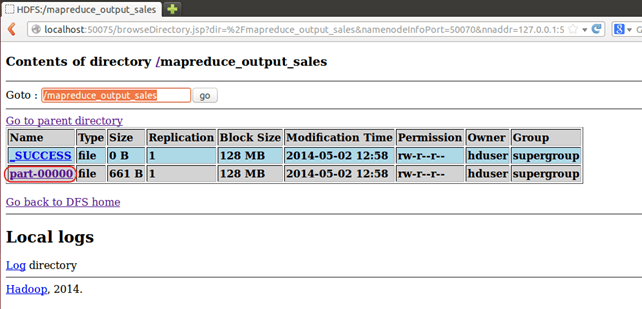 HDFS:/mapreduce_output_sales
localhost:50075/browseDirectory.jsp?dir=%2Fmapreduce_output_sales&namenodeInfoPort=50070&nnaddr=127.0.0.1:5
Contents of directory /mapreduce_output_sales
Goto : /mapreduce_output_sales go
Go to parent directory
Name Type Size Replication Block Size Modification Time Permission Owner Group
_SUCCESS file 0 B 1 128 MB 2014-05-02 12:58 rw-r--r-- hduser supergroup
part-00000 file 661 B 1 128 MB 2014-05-02 12:58 rw-r--r-- hduser supergroup
Go back to DFS home
Local logs
Log directory
Hadoop, 2014.